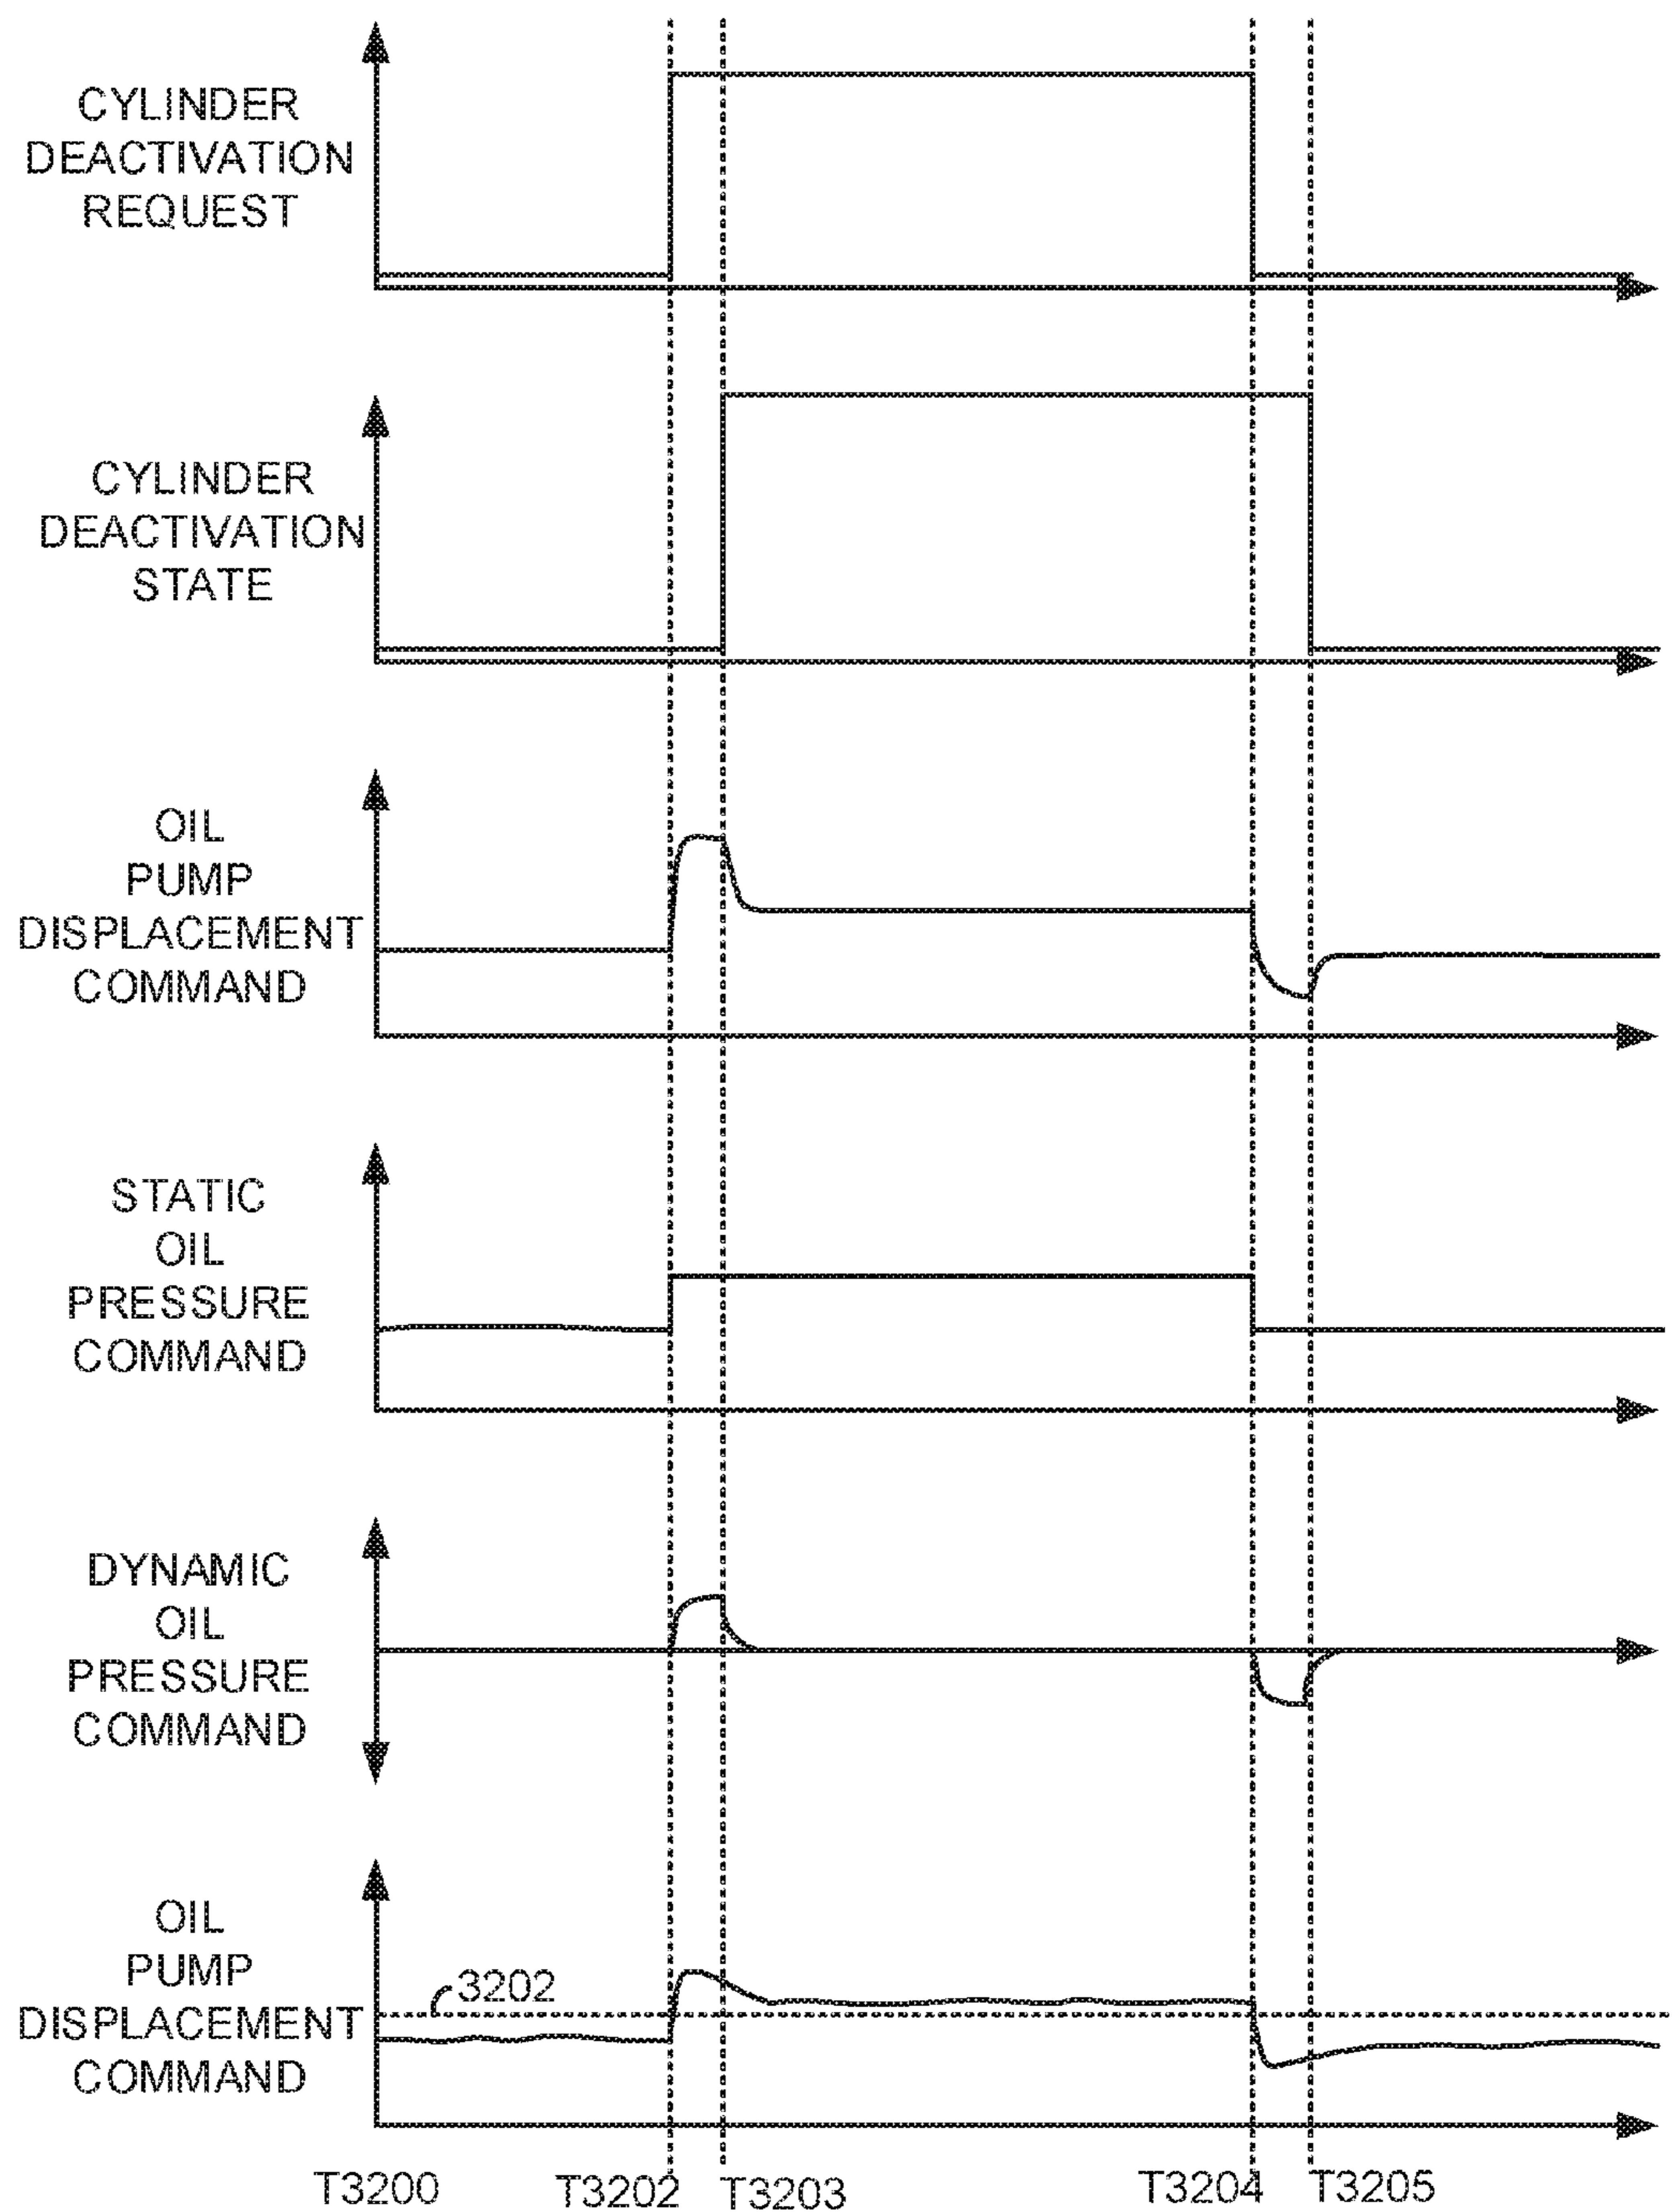 CYLINDER
DEACTIVATION
REQUEST
CYLINDER
DEACTIVATION
STATE
OIL
PUMP
DISPLACEMENT
COMMAND
STATIC
OIL
PRESSURE
COMMAND
DYNAMIC
OIL
PRESSURE
COMMAND
OIL
PUMP
DISPLACEMENT
COMMAND
3202
T3200 T3202 T3203 T3204 T3205